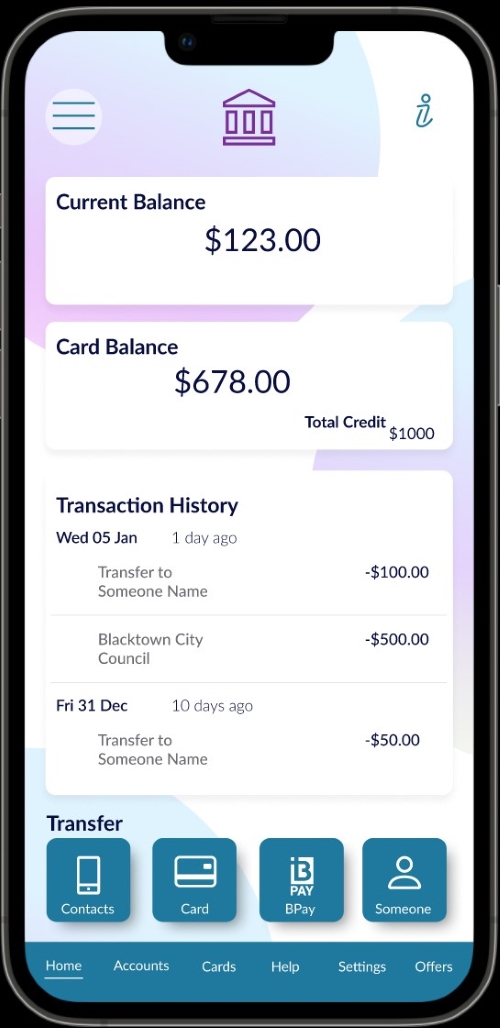 Current Balance
$123.00
Card Balance
$678.00
Total Credit $1000
Transaction History
Wed 05 Jan 1 day ago
Transfer to -$100.00
Someone Name
Blacktown City -$500.00
Council
Fri 31 Dec 10 days ago
Transfer to -$50.00
Someone Name
Transfer
B
PAY
Contacts Card BPay Someone
Home Accounts Cards Help Settings Offers